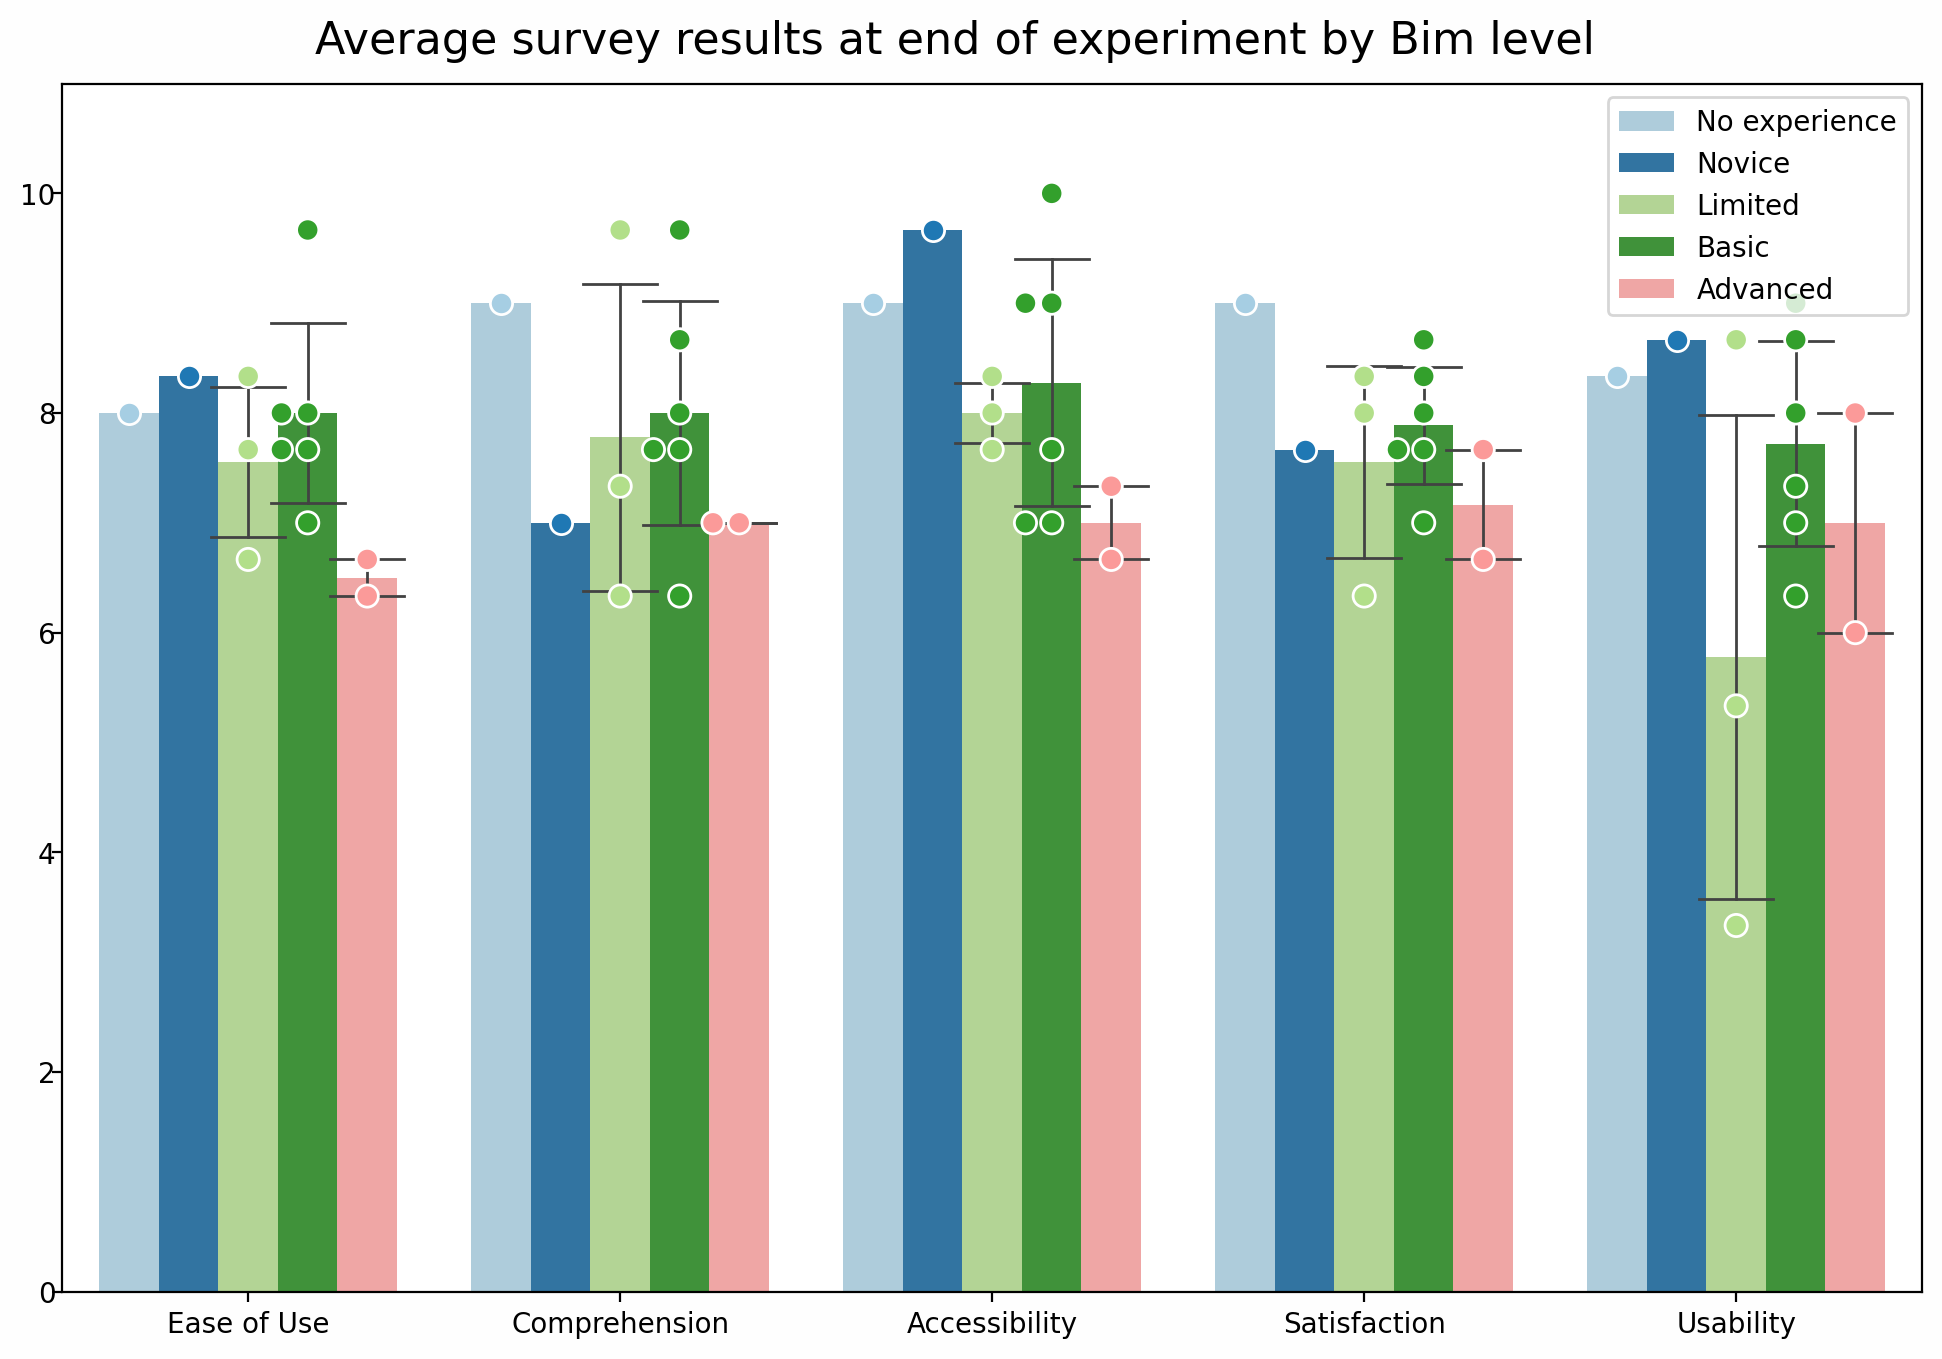 Average survey results at end of experiment by Bim level
No experience
Novice
Limited
Basic
Advanced
10
8
6
4
2
0
Ease of Use
Comprehension
Accessibility
Satisfaction
Usability